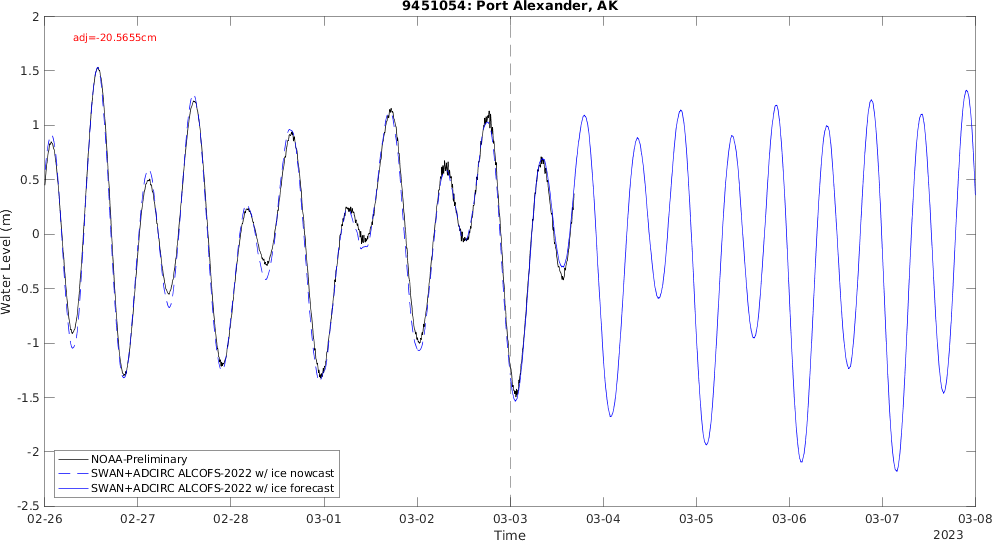 9451054: Port Alexander, AK
adj=-20.5655cm
2
1.5
1
0.5
0
-0.5
-1
-1.5
-2
-2.5
Water Level (m)
NOAA-Preliminary
SWAN+ADCIRC ALCOFS-2022 w/ ice nowcast
SWAN+ADCIRC ALCOFS-2022 w/ ice forecast
02-26 02-27 02-28 03-01 03-02 03-03 03-04 03-05 03-06 03-07 03-08
Time
2023